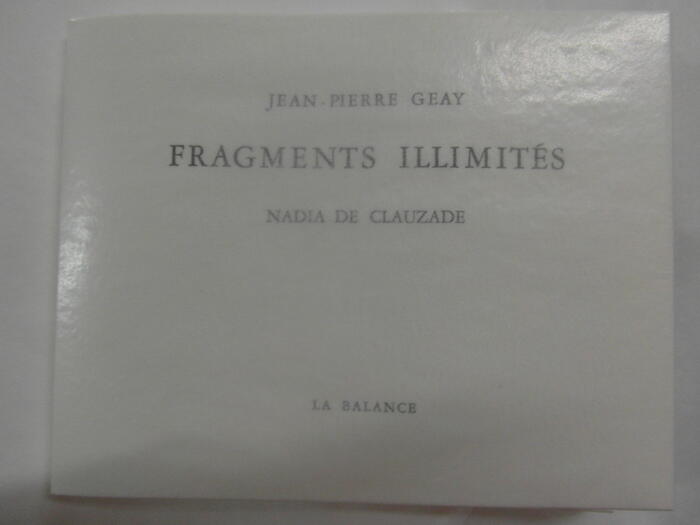 JEAN-PIERRE GEAY
FRAGMENTS ILLIMITÉS
NADIA DE CLAUZADE
LA BALANCE